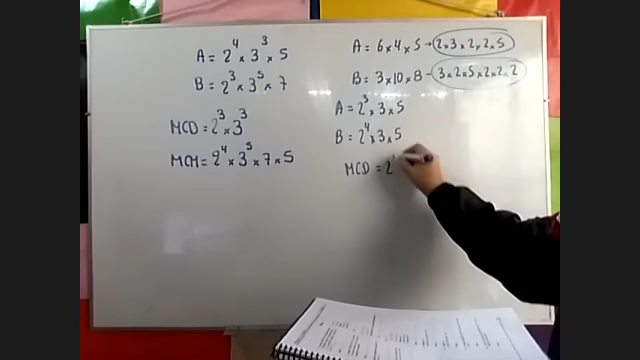 A = 2⁴ x 3³ x 5
B = 2³ x 3⁵ x 7
MCD = 2³ x 3³
MCM = 2⁴ x 3⁵ x 7 x 5
A = 6 x 4 x 5 → 2 x 3 x 2 x 2 x 5
B = 3 x 10 x 8 - 3 x 2 x 5 x 2 x 2 x 2
A = 2³ x 3 x 5
B = 2⁴ x 3 x 5
MCD = 2